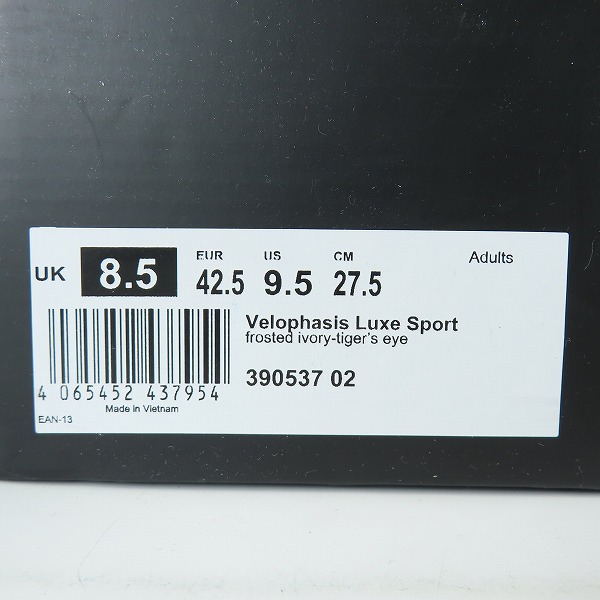 EUR US CM Adults
UK 8.5 42.5 9.5 27.5
Velophasis Luxe Sport
frosted ivory-tiger's eye
390537 02
4 065452 437954
Made in Vietnam
EAN-13